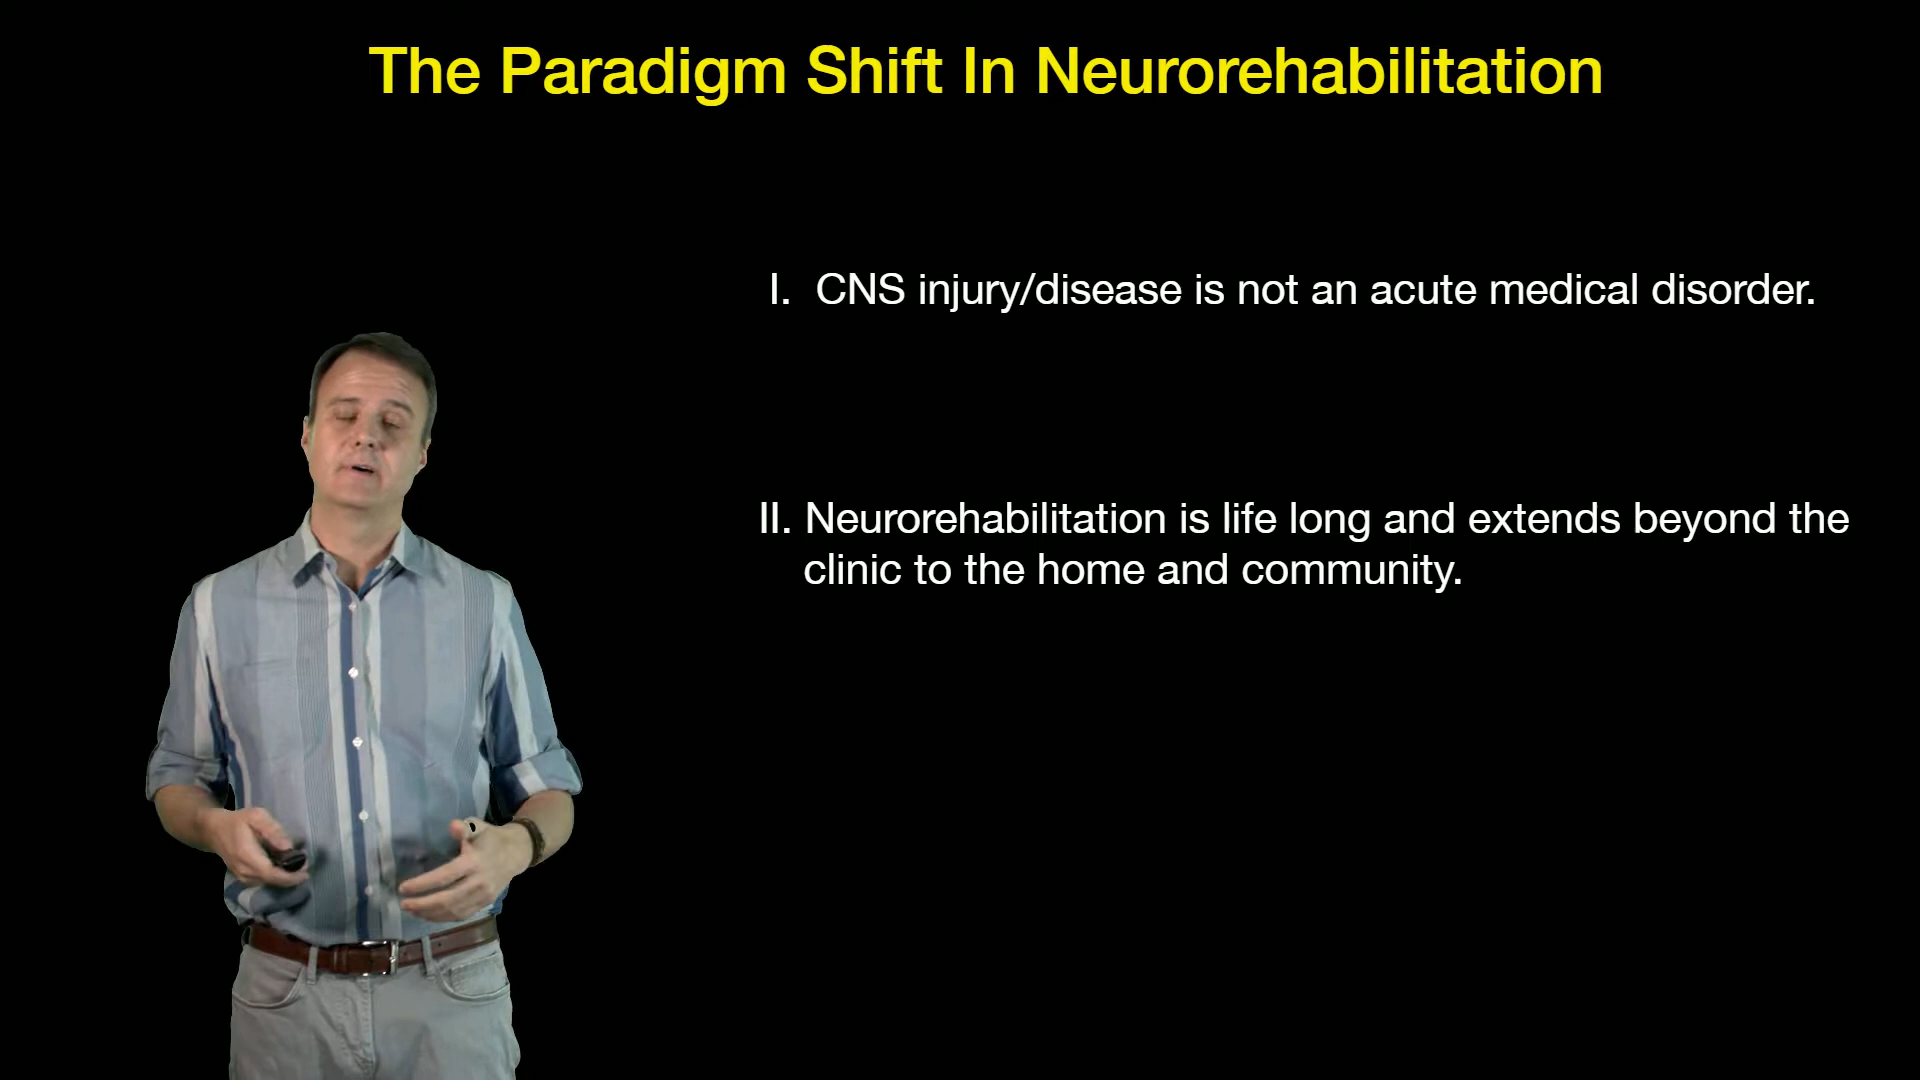 The Paradigm Shift In Neurorehabilitation
I. CNS injury/disease is not an acute medical disorder.
II. Neurorehabilitation is life long and extends beyond the
clinic to the home and community.